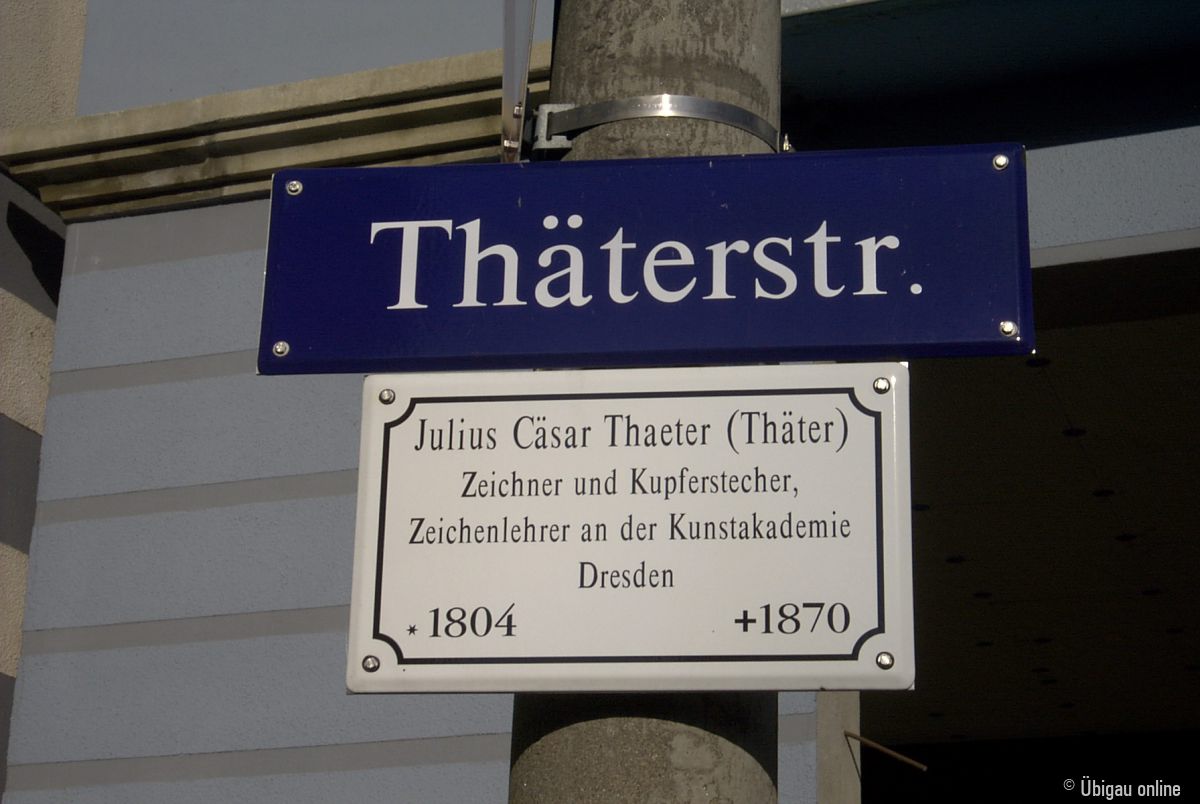 Thäterstr.
Julius Cäsar Thaeter (Thäter)
Zeichner und Kupferstecher,
Zeichenlehrer an der Kunstakademie
Dresden
* 1804 +1870
© Übigau online